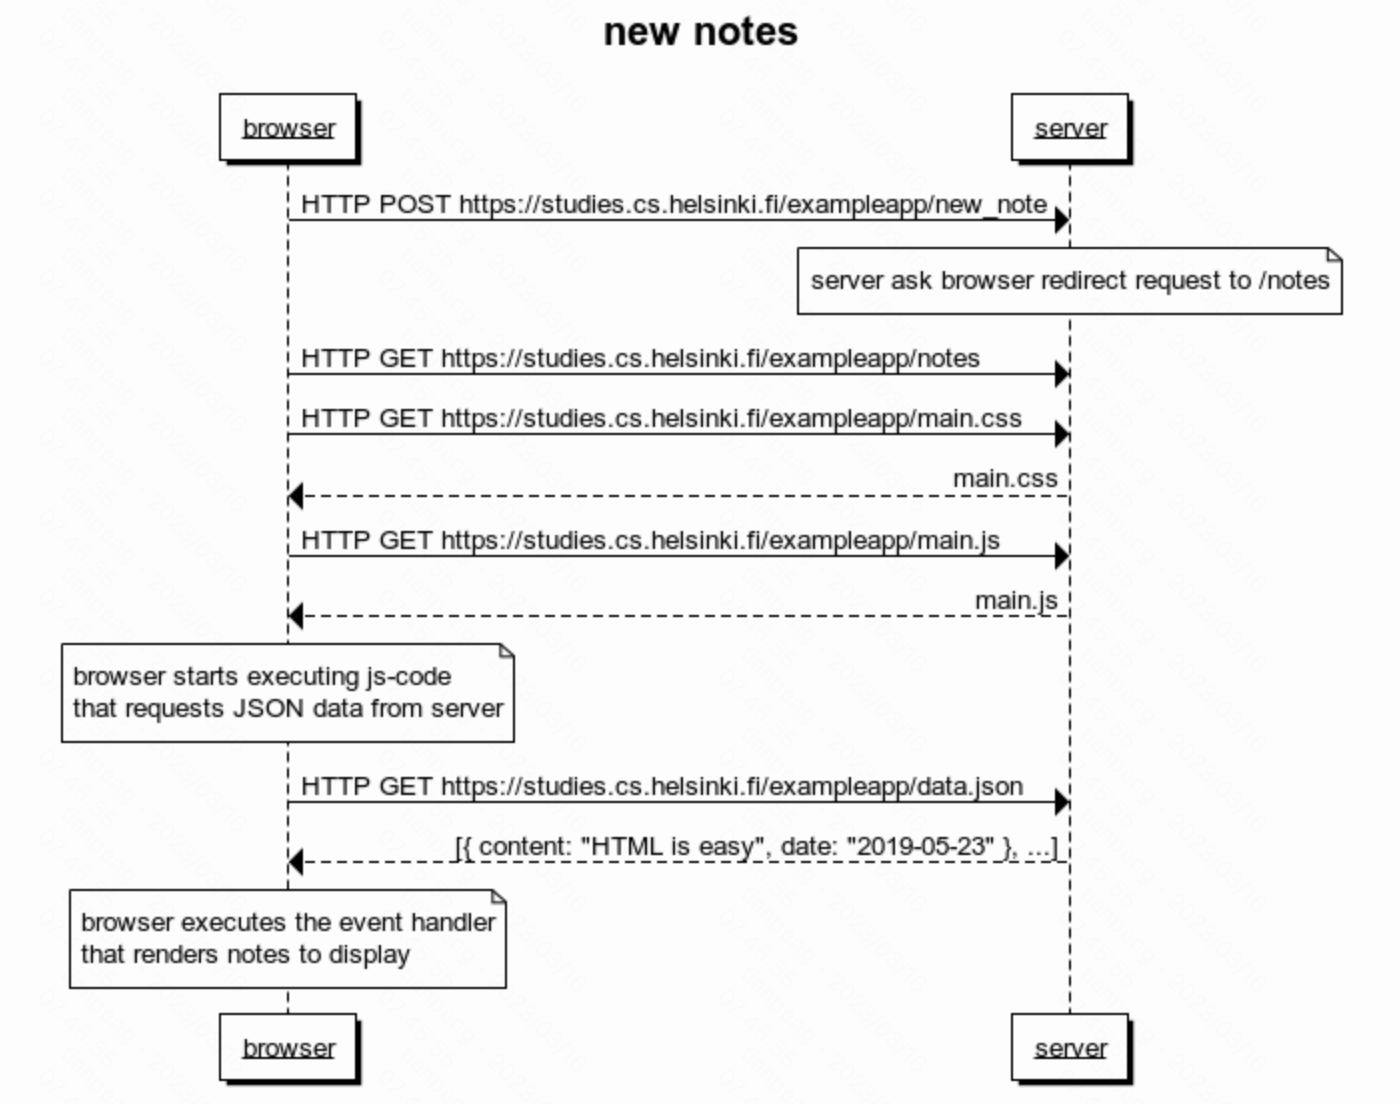 new notes
browser
server
HTTP POST https://studies.cs.helsinki.fi/exampleapp/new_note
server ask browser redirect request to /notes
HTTP GET https://studies.cs.helsinki.fi/exampleapp/notes
HTTP GET https://studies.cs.helsinki.fi/exampleapp/main.css
main.css
HTTP GET https://studies.cs.helsinki.fi/exampleapp/main.js
main.js
browser starts executing js-code
that requests JSON data from server
HTTP GET https://studies.cs.helsinki.fi/exampleapp/data.json
[{ content: "HTML is easy", date: "2019-05-23" }, ...]
browser executes the event handler
that renders notes to display
browser
server